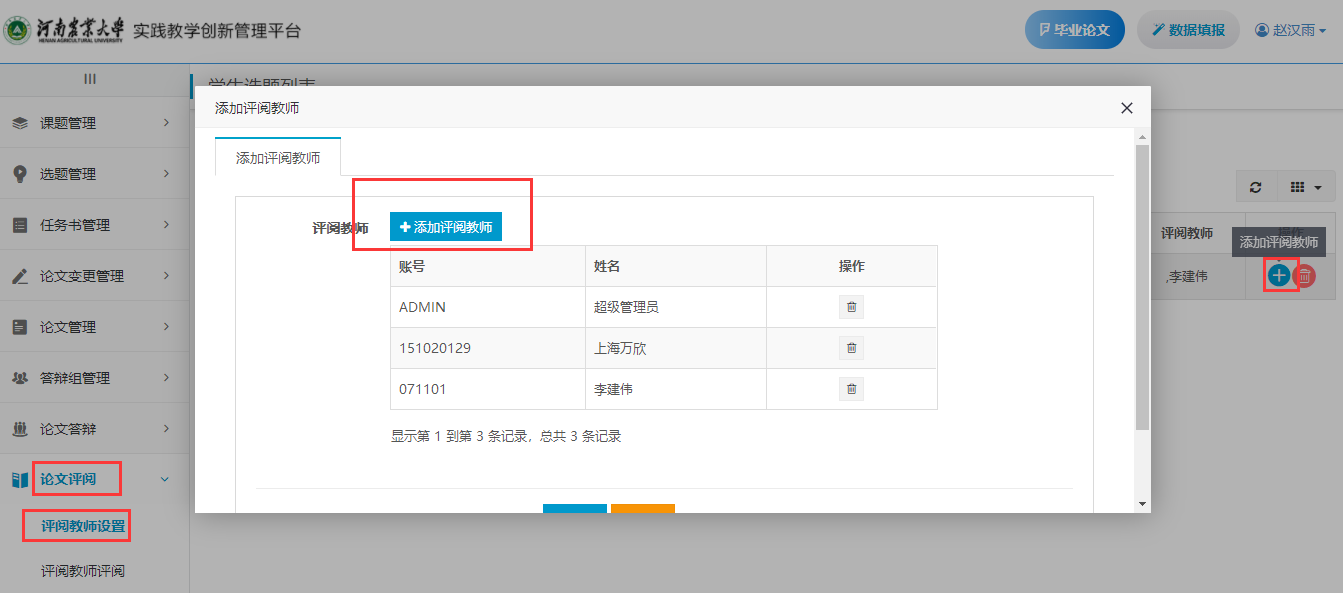 河南农业大学
HENAN AGRICULTURAL UNIVERSITY
实践教学创新管理平台
毕业论文
数据填报
赵汉雨
学生选题列表
课题管理
选题管理
任务书管理
论文变更管理
论文管理
答辩组管理
论文答辩
论文评阅
评阅教师设置
评阅教师评阅
添加评阅教师
添加评阅教师
评阅教师
添加评阅教师
账号 姓名 操作
ADMIN 超级管理员
151020129 上海万欣
071101 李建伟
显示第 1 到第 3 条记录，总共 3 条记录
评阅教师 操作
添加评阅教师
,李建伟